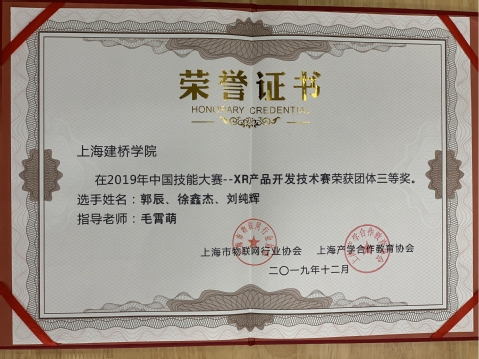 荣誉证书
HONORARY CREDENTIAL
上海建桥学院
在2019年中国技能大赛--XR产品开发技术赛荣获团体三等奖。
选手姓名：郭辰、徐鑫杰、刘纯辉
指导老师：毛霄萌
上海市物联网行业协会 上海产学合作教育协会
二〇一九年十二月